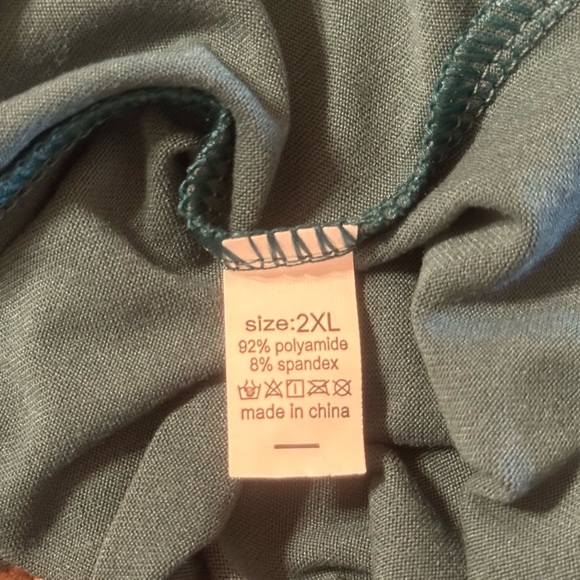 size:2XL
92% polyamide
8% spandex
made in china